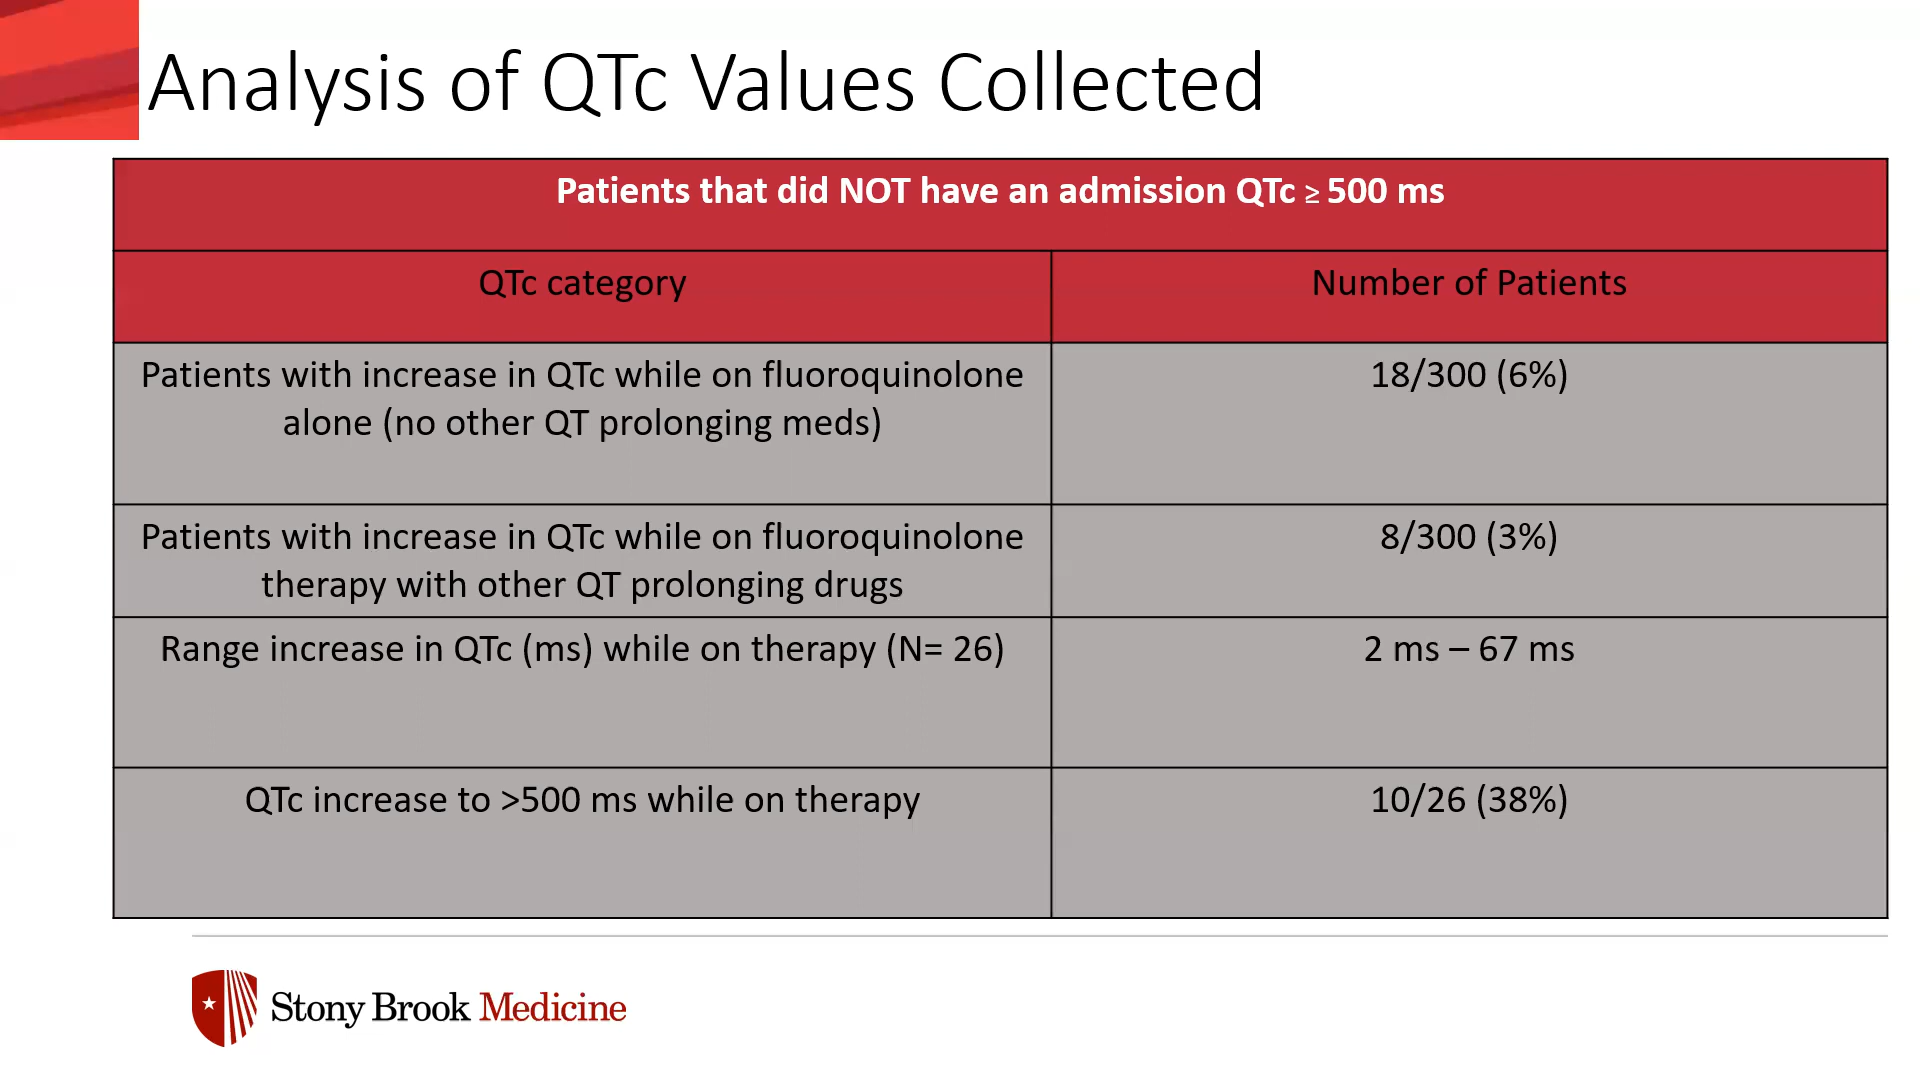 Analysis of QTc Values Collected
Patients that did NOT have an admission QTc ≥ 500 ms
QTc category
Number of Patients
Patients with increase in QTc while on fluoroquinolone
alone (no other QT prolonging meds)
18/300 (6%)
Patients with increase in QTc while on fluoroquinolone
therapy with other QT prolonging drugs
8/300 (3%)
Range increase in QTc (ms) while on therapy (N= 26)
2 ms – 67 ms
QTc increase to >500 ms while on therapy
10/26 (38%)
Stony Brook Medicine